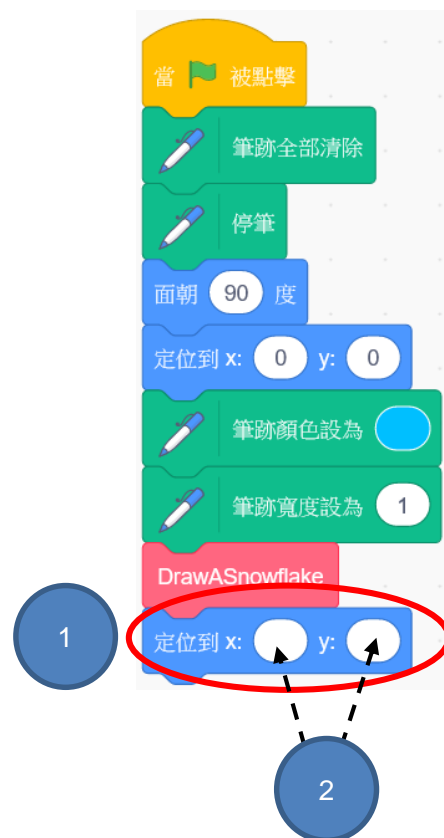 當 被點擊
筆跡全部清除
停筆
面朝 90 度
定位到 x: 0 y: 0
筆跡顏色設為
筆跡寬度設為 1
DrawASnowflake
1 定位到 x: y:
2